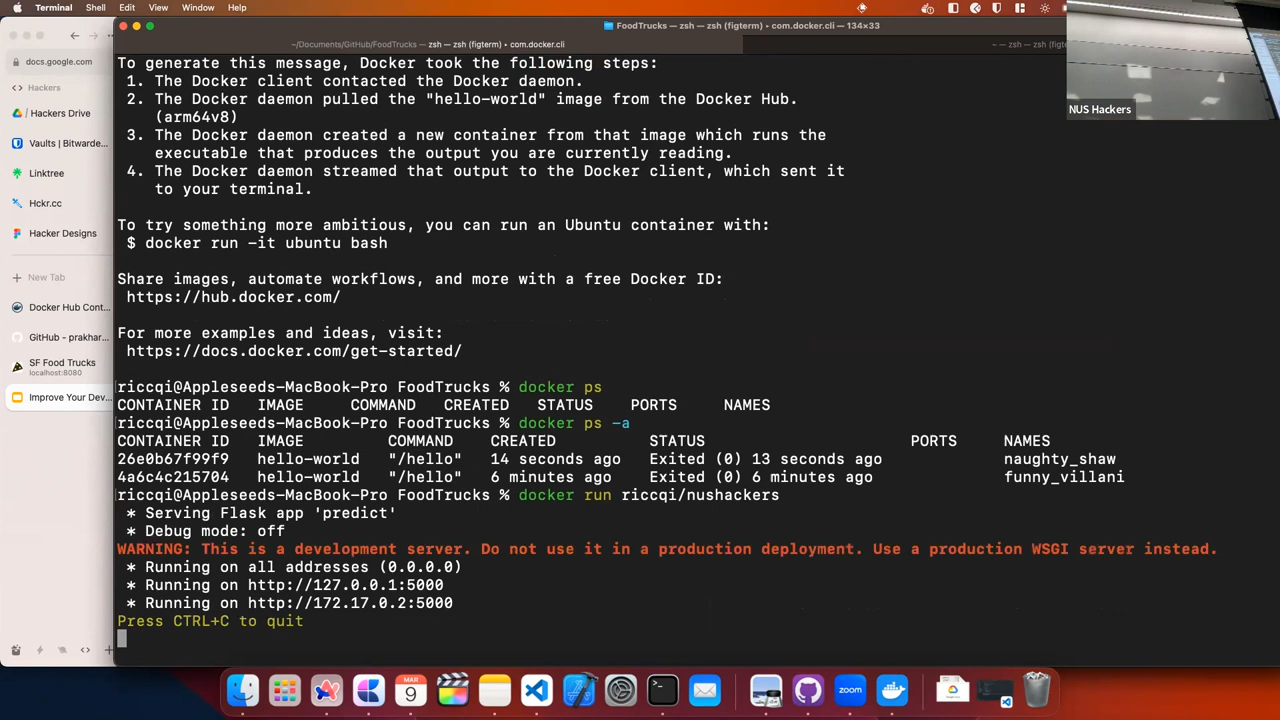 Terminal Shell Edit View Window Help
FoodTrucks — zsh — zsh (figterm) ▸ com.docker.cli — 134×33
~/Documents/GitHub/FoodTrucks — zsh — zsh (figterm) ▸ com.docker.cli
~ — zsh — zsh (fig
docs.google.com
Hackers
Hackers Drive
Vaults | Bitwarde...
Linktree
Hckr.cc
Hacker Designs
New Tab
Docker Hub Cont...
GitHub - prakhar...
SF Food Trucks
localhost:8080
Improve Your Dev...
NUS Hackers
To generate this message, Docker took the following steps:
1. The Docker client contacted the Docker daemon.
2. The Docker daemon pulled the "hello-world" image from the Docker Hub.
(arm64v8)
3. The Docker daemon created a new container from that image which runs the
executable that produces the output you are currently reading.
4. The Docker daemon streamed that output to the Docker client, which sent it
to your terminal.
To try something more ambitious, you can run an Ubuntu container with:
$ docker run -it ubuntu bash
Share images, automate workflows, and more with a free Docker ID:
https://hub.docker.com/
For more examples and ideas, visit:
https://docs.docker.com/get-started/
riccqi@Appleseeds-MacBook-Pro FoodTrucks % docker ps
CONTAINER ID IMAGE COMMAND CREATED STATUS PORTS NAMES
riccqi@Appleseeds-MacBook-Pro FoodTrucks % docker ps -a
CONTAINER ID IMAGE COMMAND CREATED STATUS PORTS NAMES
26e0b67f99f9 hello-world "/hello" 14 seconds ago Exited (0) 13 seconds ago naughty_shaw
4a6c4c215704 hello-world "/hello" 6 minutes ago Exited (0) 6 minutes ago funny_villani
riccqi@Appleseeds-MacBook-Pro FoodTrucks % docker run riccqi/nushackers
* Serving Flask app 'predict'
* Debug mode: off
WARNING: This is a development server. Do not use it in a production deployment. Use a production WSGI server instead.
* Running on all addresses (0.0.0.0)
* Running on http://127.0.0.1:5000
* Running on http://172.17.0.2:5000
Press CTRL+C to quit
MAR
9
zoom